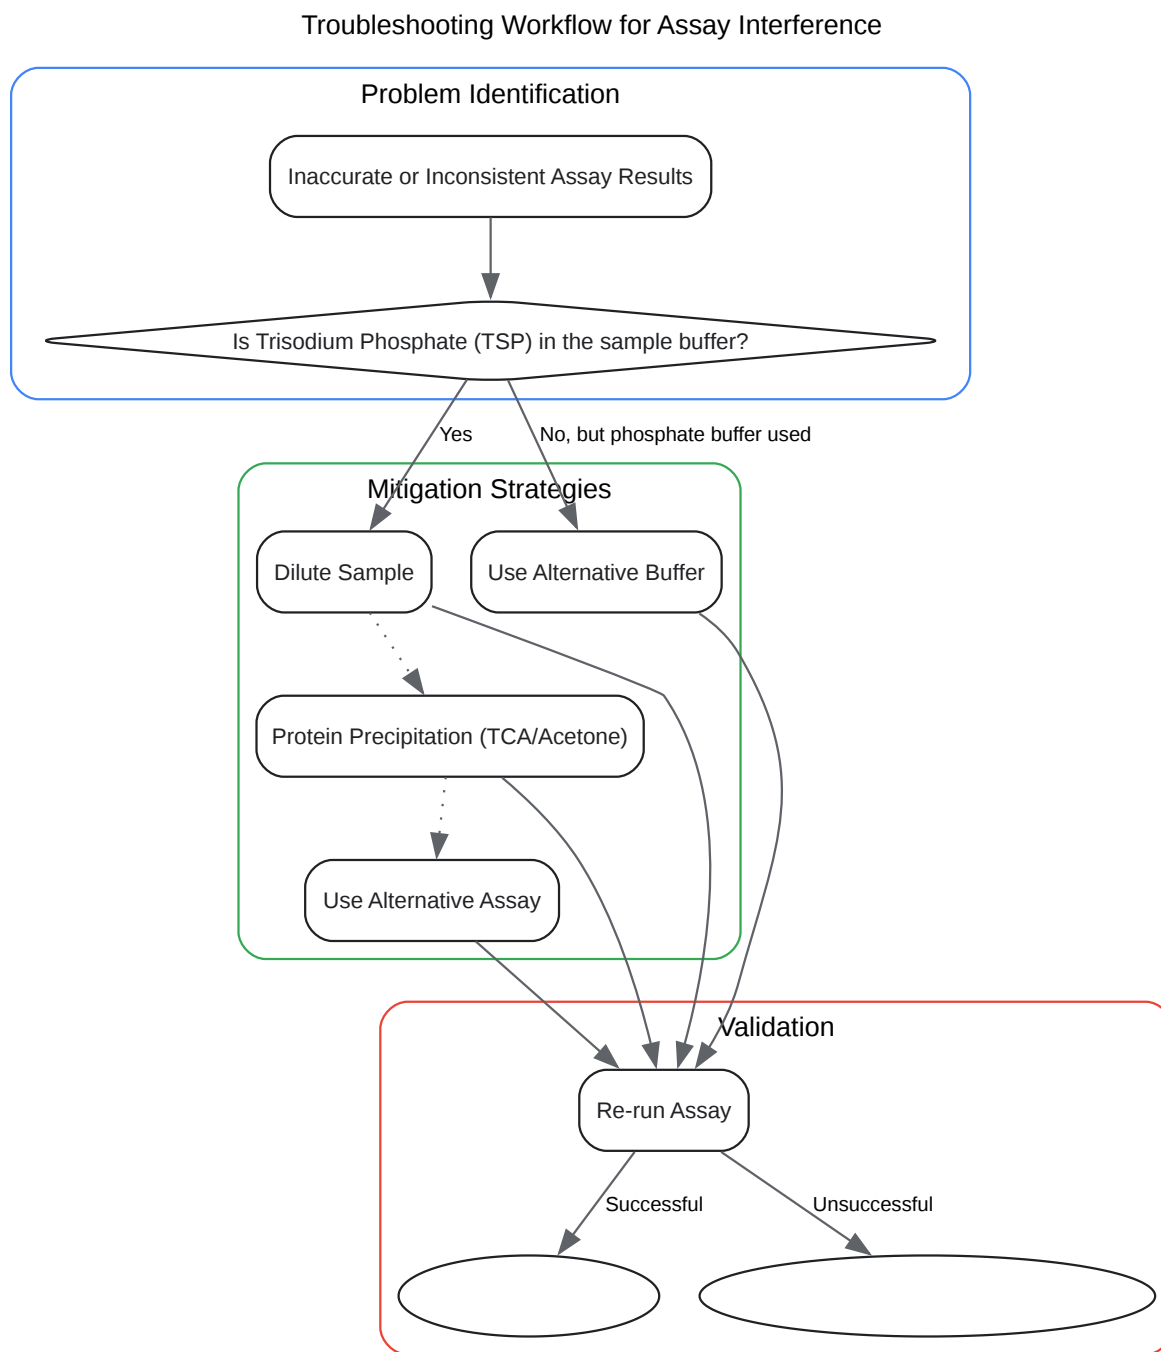 Troubleshooting Workflow for Assay Interference
Problem Identification
Inaccurate or Inconsistent Assay Results
Is Trisodium Phosphate (TSP) in the sample buffer?
Yes
No, but phosphate buffer used
Mitigation Strategies
Dilute Sample
Use Alternative Buffer
Protein Precipitation (TCA/Acetone)
Use Alternative Assay
Validation
Re-run Assay
Successful
Unsuccessful